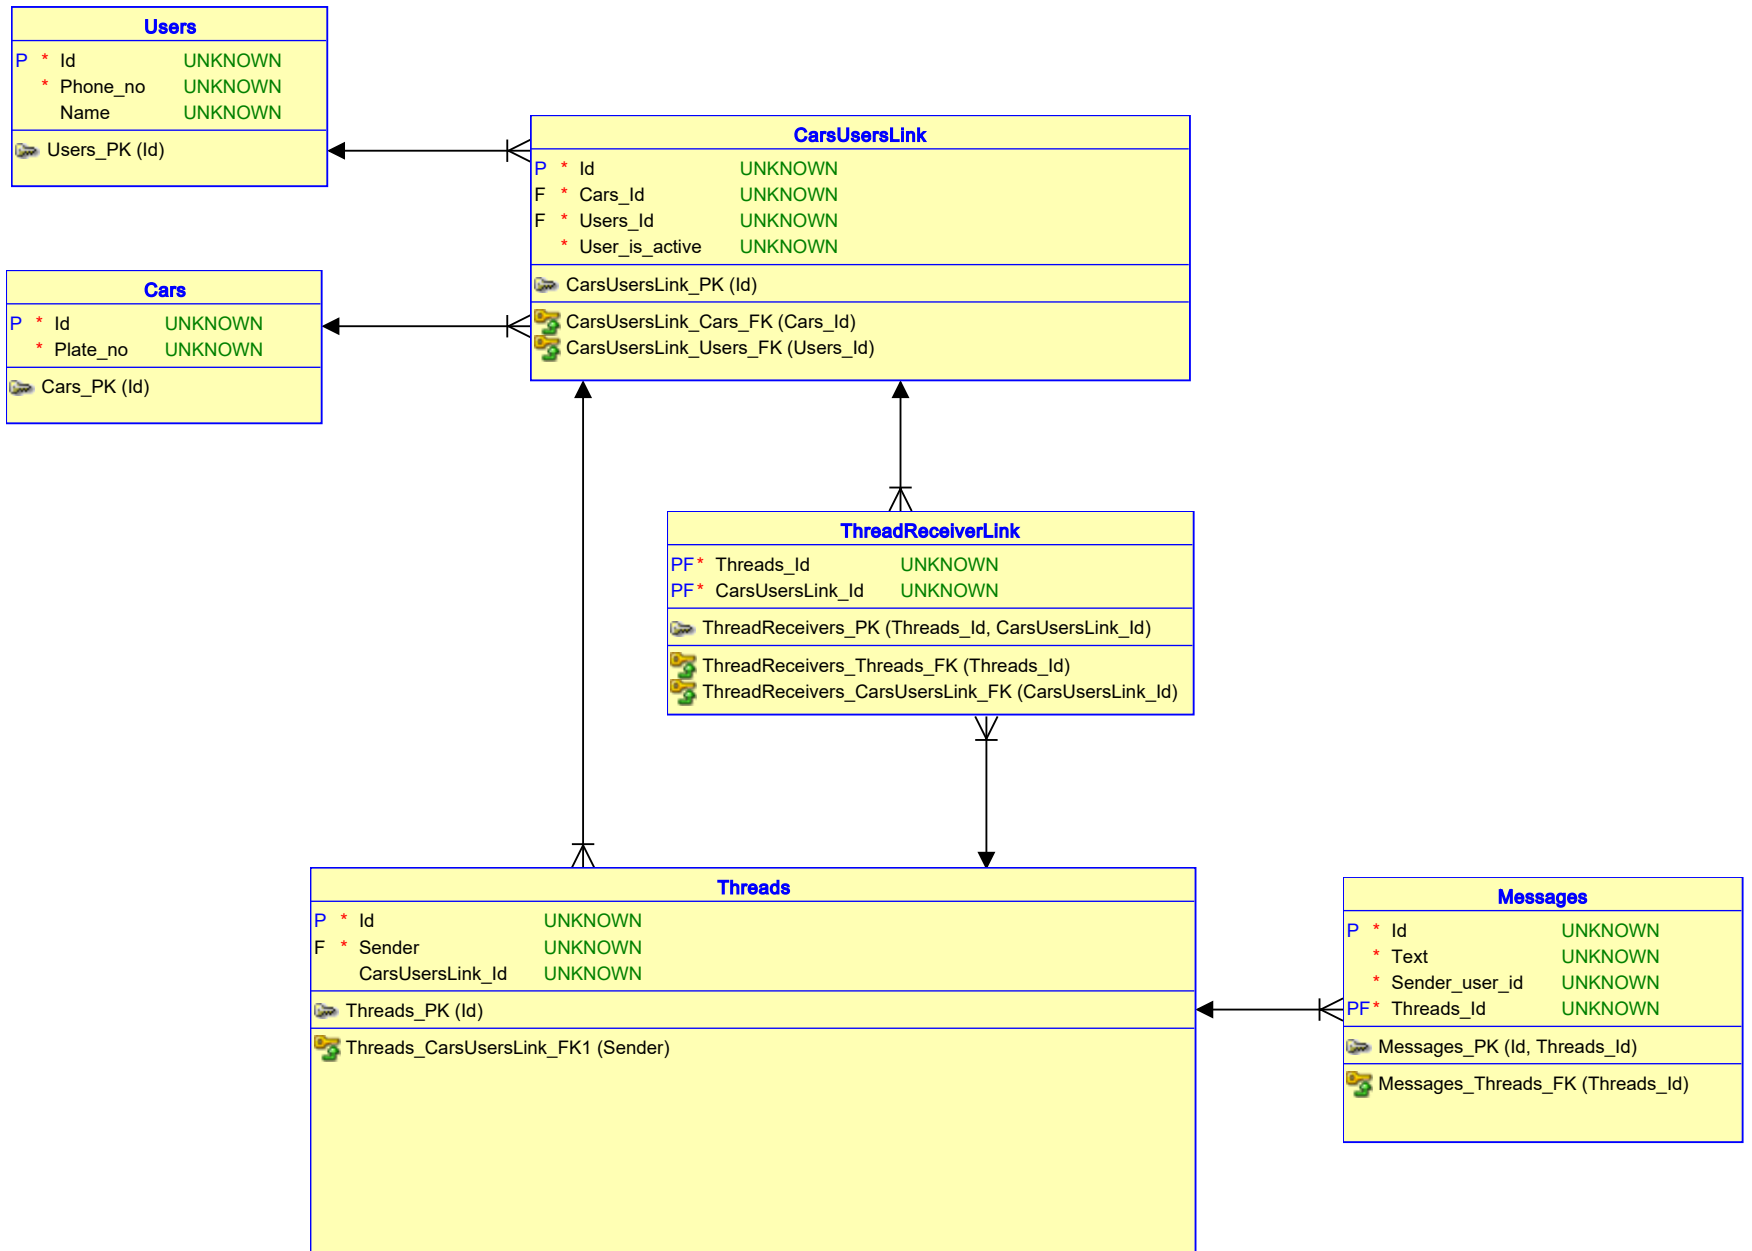 Users
P * Id UNKNOWN
* Phone_no UNKNOWN
Name UNKNOWN
Users_PK (Id)
CarsUsersLink
P * Id UNKNOWN
F * Cars_Id UNKNOWN
F * Users_Id UNKNOWN
* User_is_active UNKNOWN
CarsUsersLink_PK (Id)
CarsUsersLink_Cars_FK (Cars_Id)
CarsUsersLink_Users_FK (Users_Id)
Cars
P * Id UNKNOWN
* Plate_no UNKNOWN
Cars_PK (Id)
ThreadReceiverLink
PF* Threads_Id UNKNOWN
PF* CarsUsersLink_Id UNKNOWN
ThreadReceivers_PK (Threads_Id, CarsUsersLink_Id)
ThreadReceivers_Threads_FK (Threads_Id)
ThreadReceivers_CarsUsersLink_FK (CarsUsersLink_Id)
Threads
P * Id UNKNOWN
F * Sender UNKNOWN
CarsUsersLink_Id UNKNOWN
Threads_PK (Id)
Threads_CarsUsersLink_FK1 (Sender)
Messages
P * Id UNKNOWN
* Text UNKNOWN
* Sender_user_id UNKNOWN
PF* Threads_Id UNKNOWN
Messages_PK (Id, Threads_Id)
Messages_Threads_FK (Threads_Id)